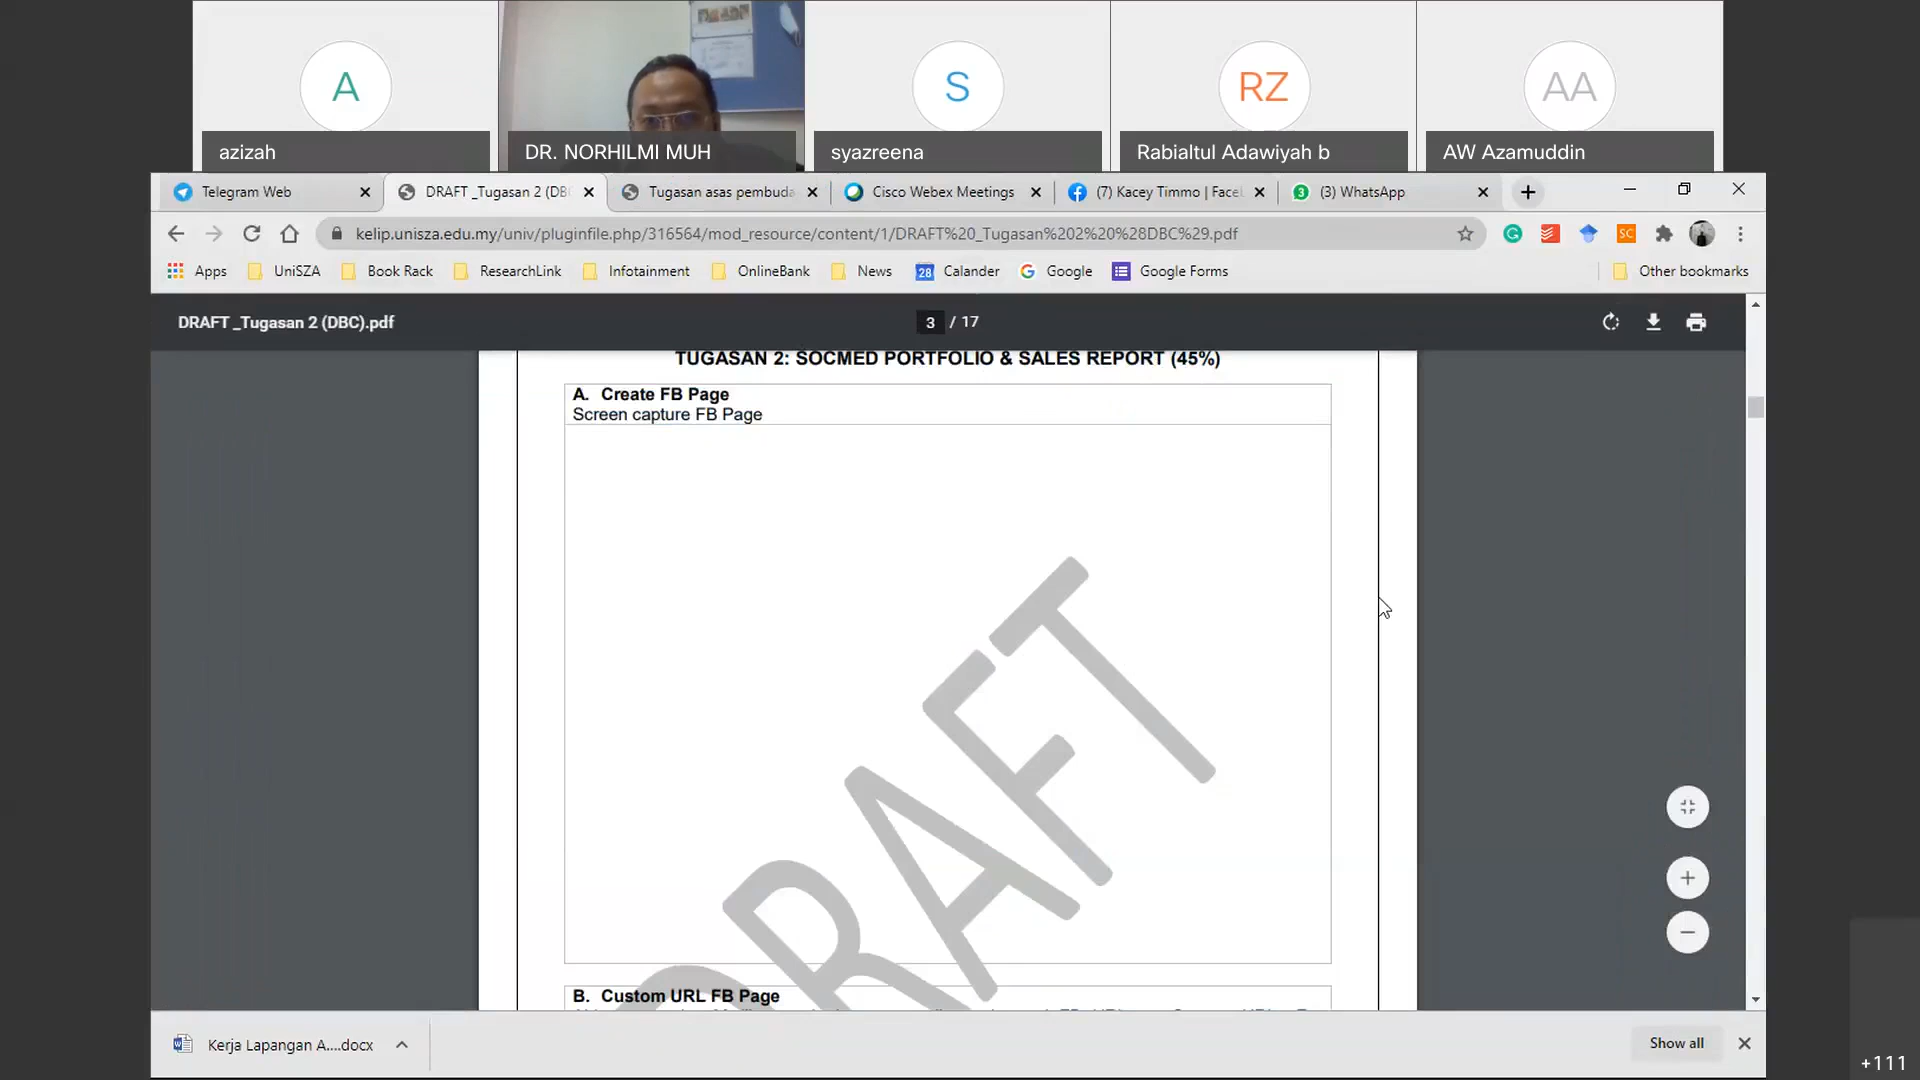 A
S
RZ
AA
azizah
DR. NORHILMI MUH
syazreena
Rabialtul Adawiyah b
AW Azamuddin
Telegram Web
DRAFT _Tugasan 2 (DBC
Tugasan asas pembuda
Cisco Webex Meetings
(7) Kacey Timmo | Face
3
(3) WhatsApp
kelip.unisza.edu.my/univ/pluginfile.php/316564/mod_resource/content/1/DRAFT%20_Tugasan%202%20%28DBC%29.pdf
SC
Apps
UniSZA
Book Rack
ResearchLink
Infotainment
OnlineBank
News
28
Calander
Google
Google Forms
Other bookmarks
DRAFT _Tugasan 2 (DBC).pdf
3 / 17
TUGASAN 2: SOCMED PORTFOLIO & SALES REPORT (45%)
A. Create FB Page
Screen capture FB Page
DRAFT
B. Custom URL FB Page
Kerja Lapangan A....docx
Show all
+111